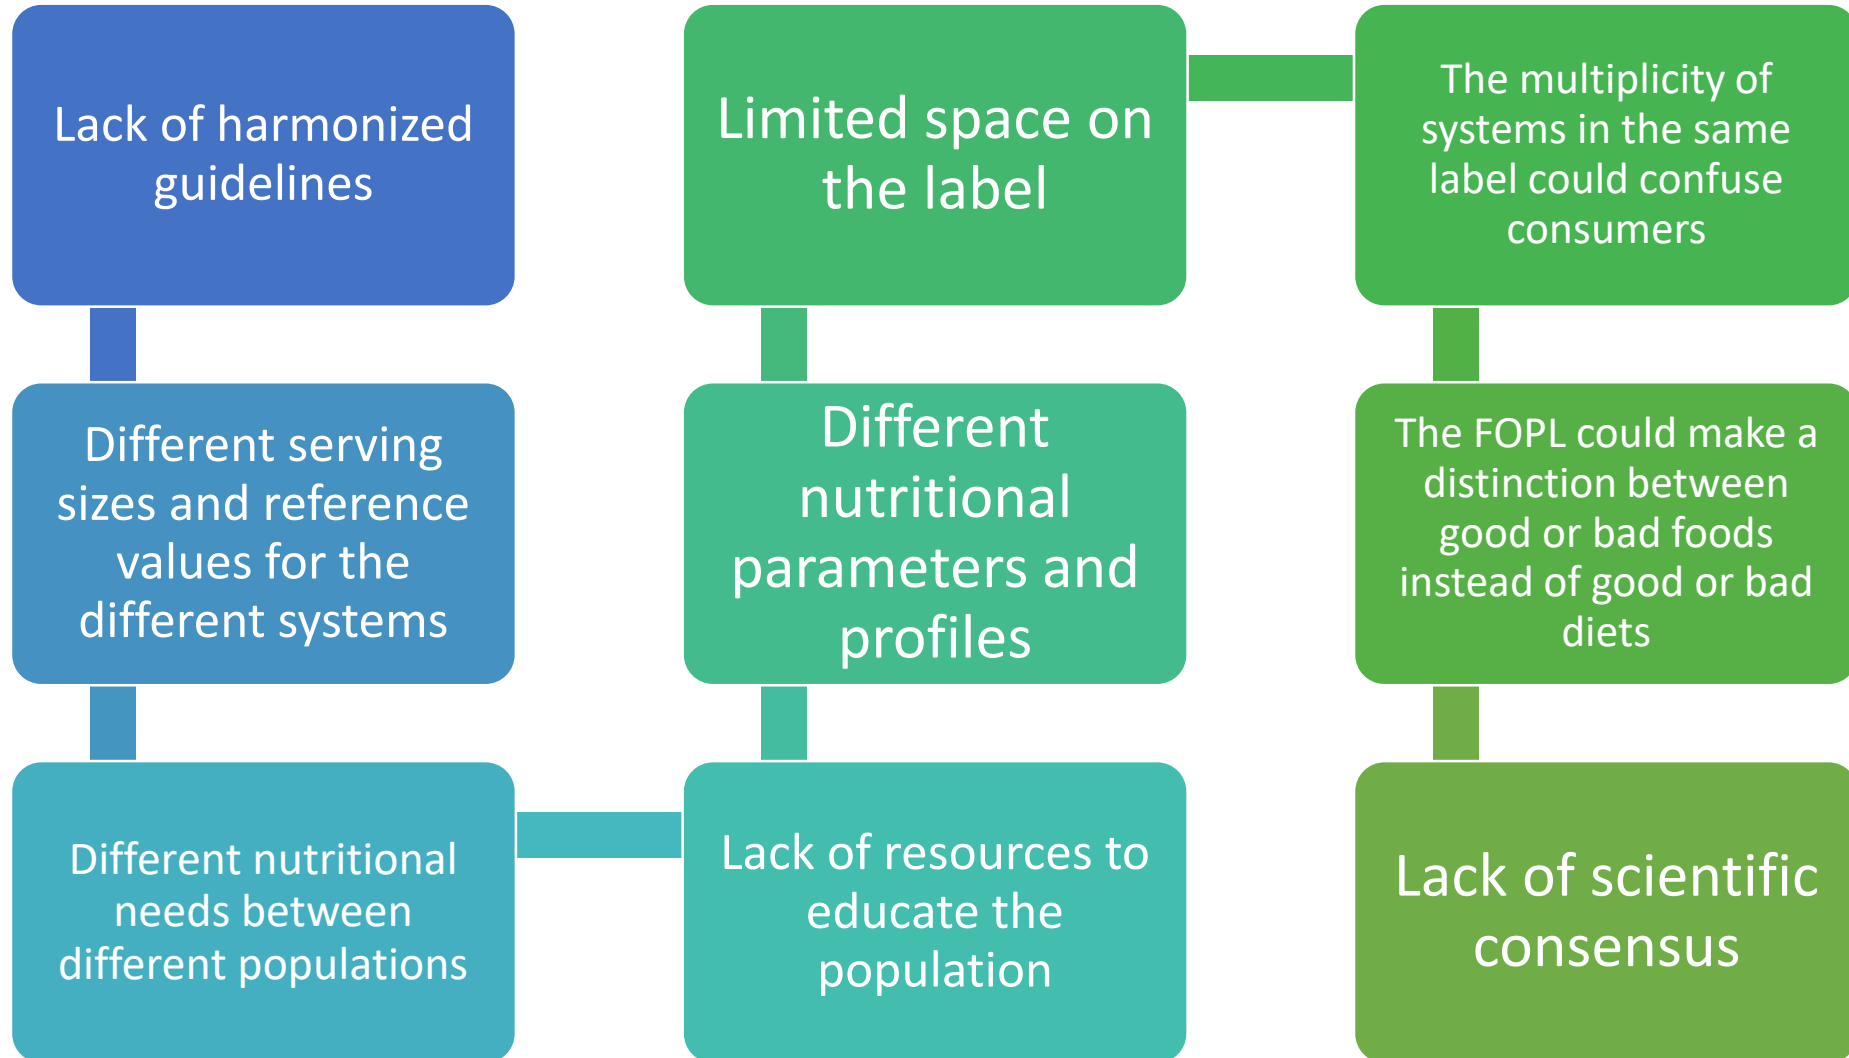 Lack of harmonized
guidelines
Different serving
sizes and reference
values for the
different systems
Different nutritional
needs between
different populations
Lack of resources to
educate the
population
Different
nutritional
parameters and
profiles
Limited space on
the label
The multiplicity of
systems in the same
label could confuse
consumers
The FOPL could make a
distinction between
good or bad foods
instead of good or bad
diets
Lack of scientific
consensus